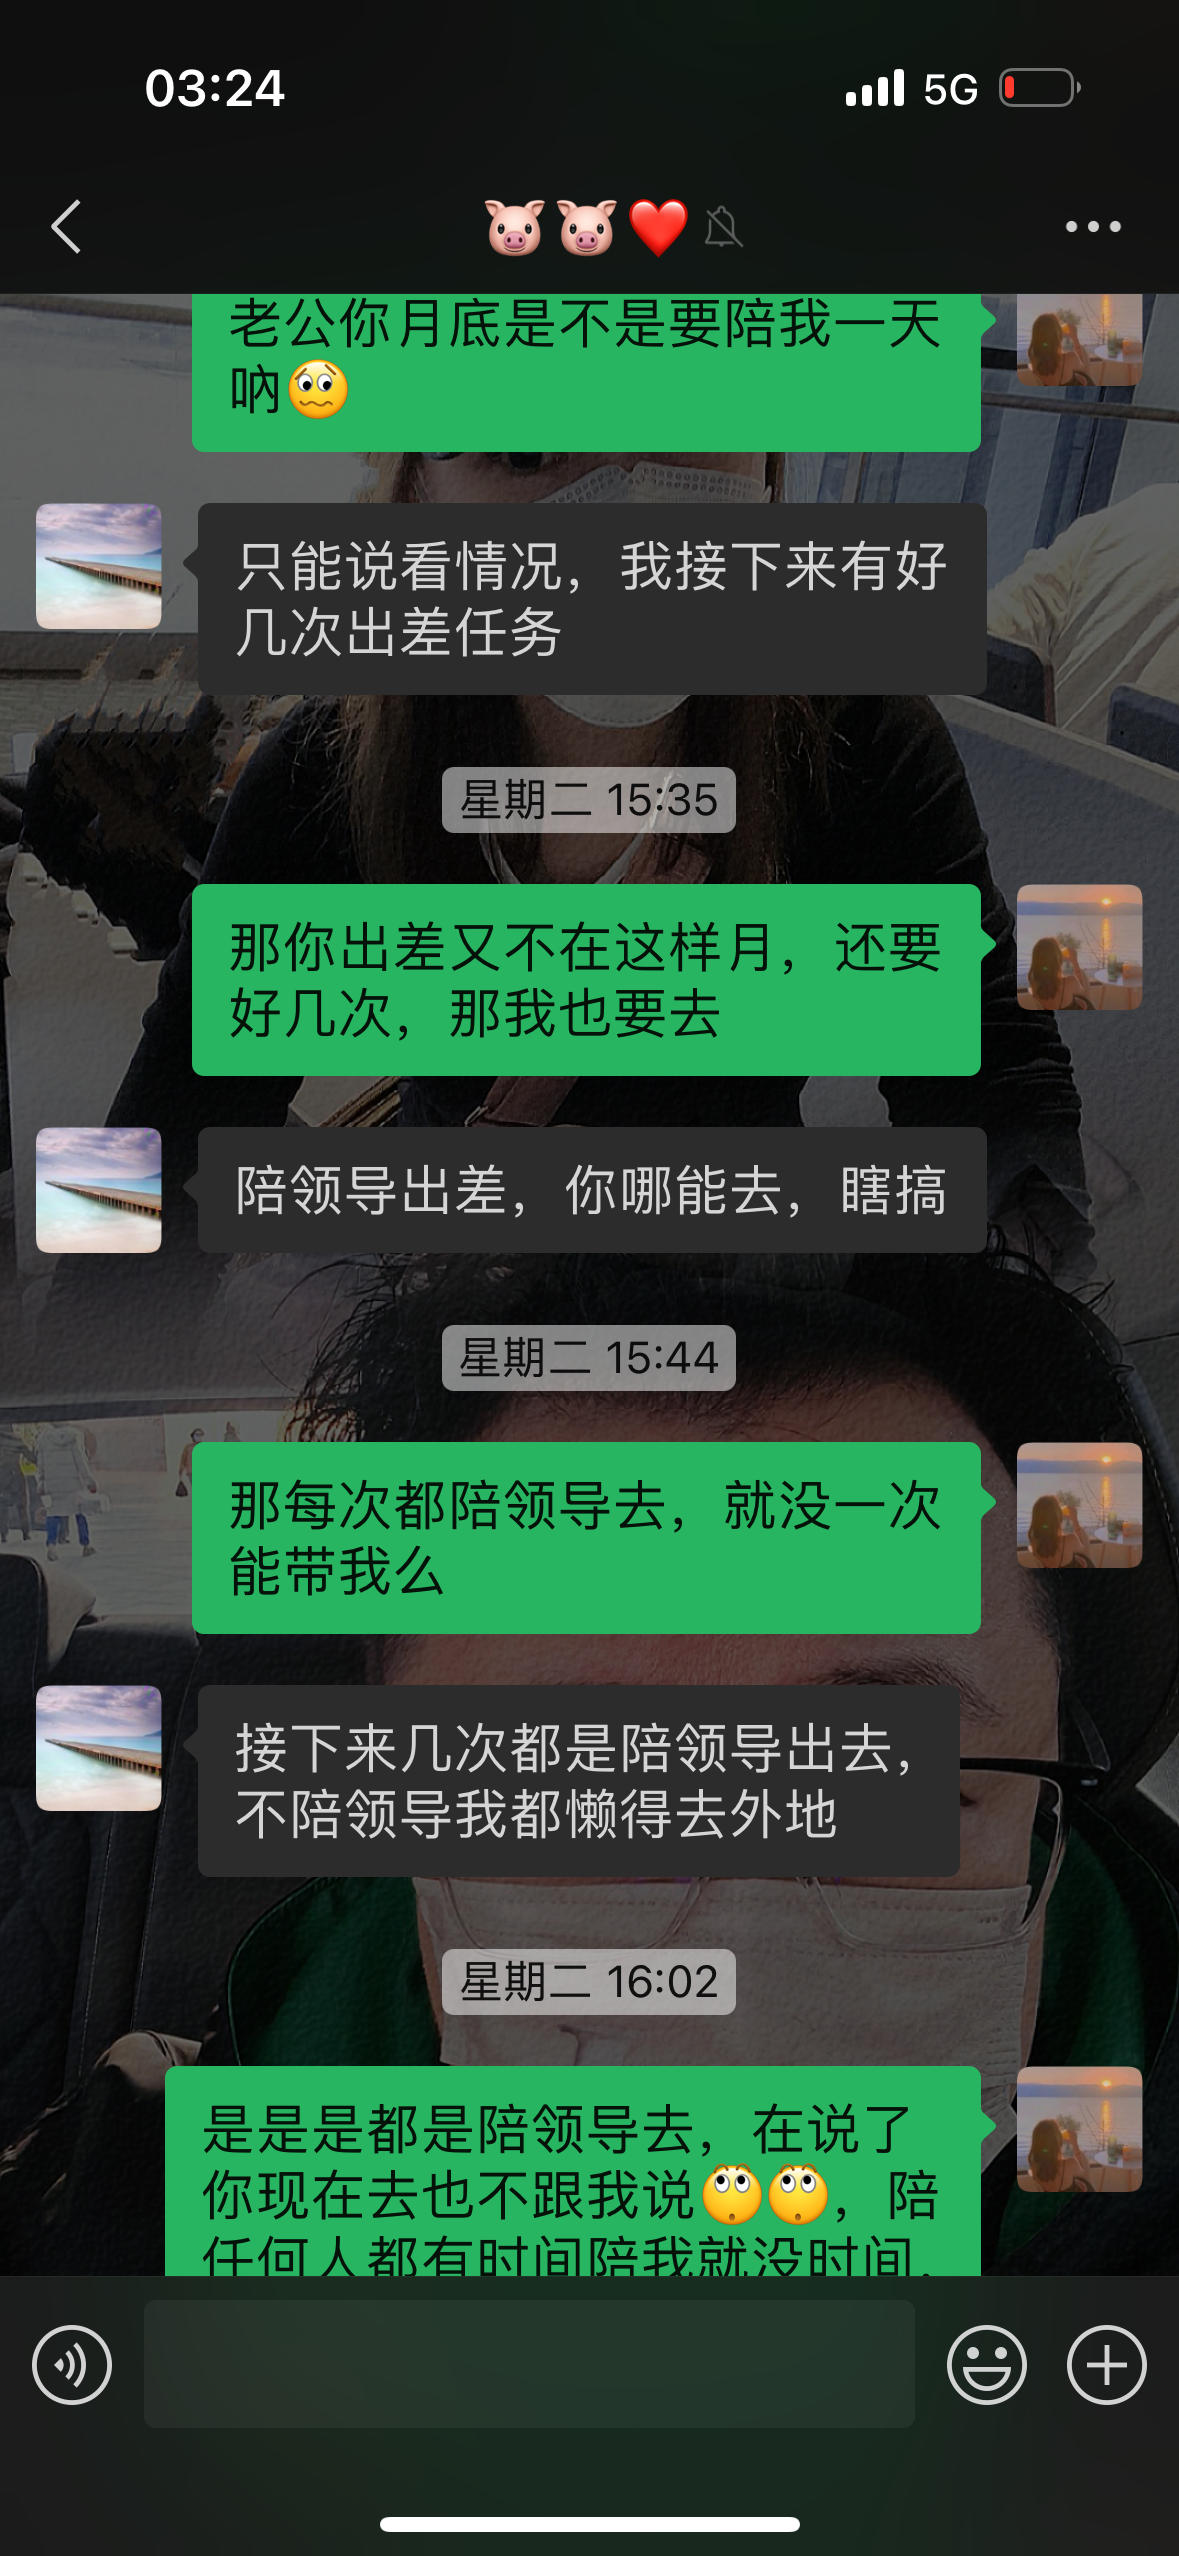 03:24
5G
🐷🐷❤️
老公你月底是不是要陪我一天
呐🥴
只能说看情况，我接下来有好
几次出差任务
星期二 15:35
那你出差又不在这样月，还要
好几次，那我也要去
陪领导出差，你哪能去，瞎搞
星期二 15:44
那每次都陪领导去，就没一次
能带我么
接下来几次都是陪领导出去，
不陪领导我都懒得去外地
星期二 16:02
是是是都是陪领导去，在说了
你现在去也不跟我说🙄🙄，陪
任何人都有时间陪我就没时间，